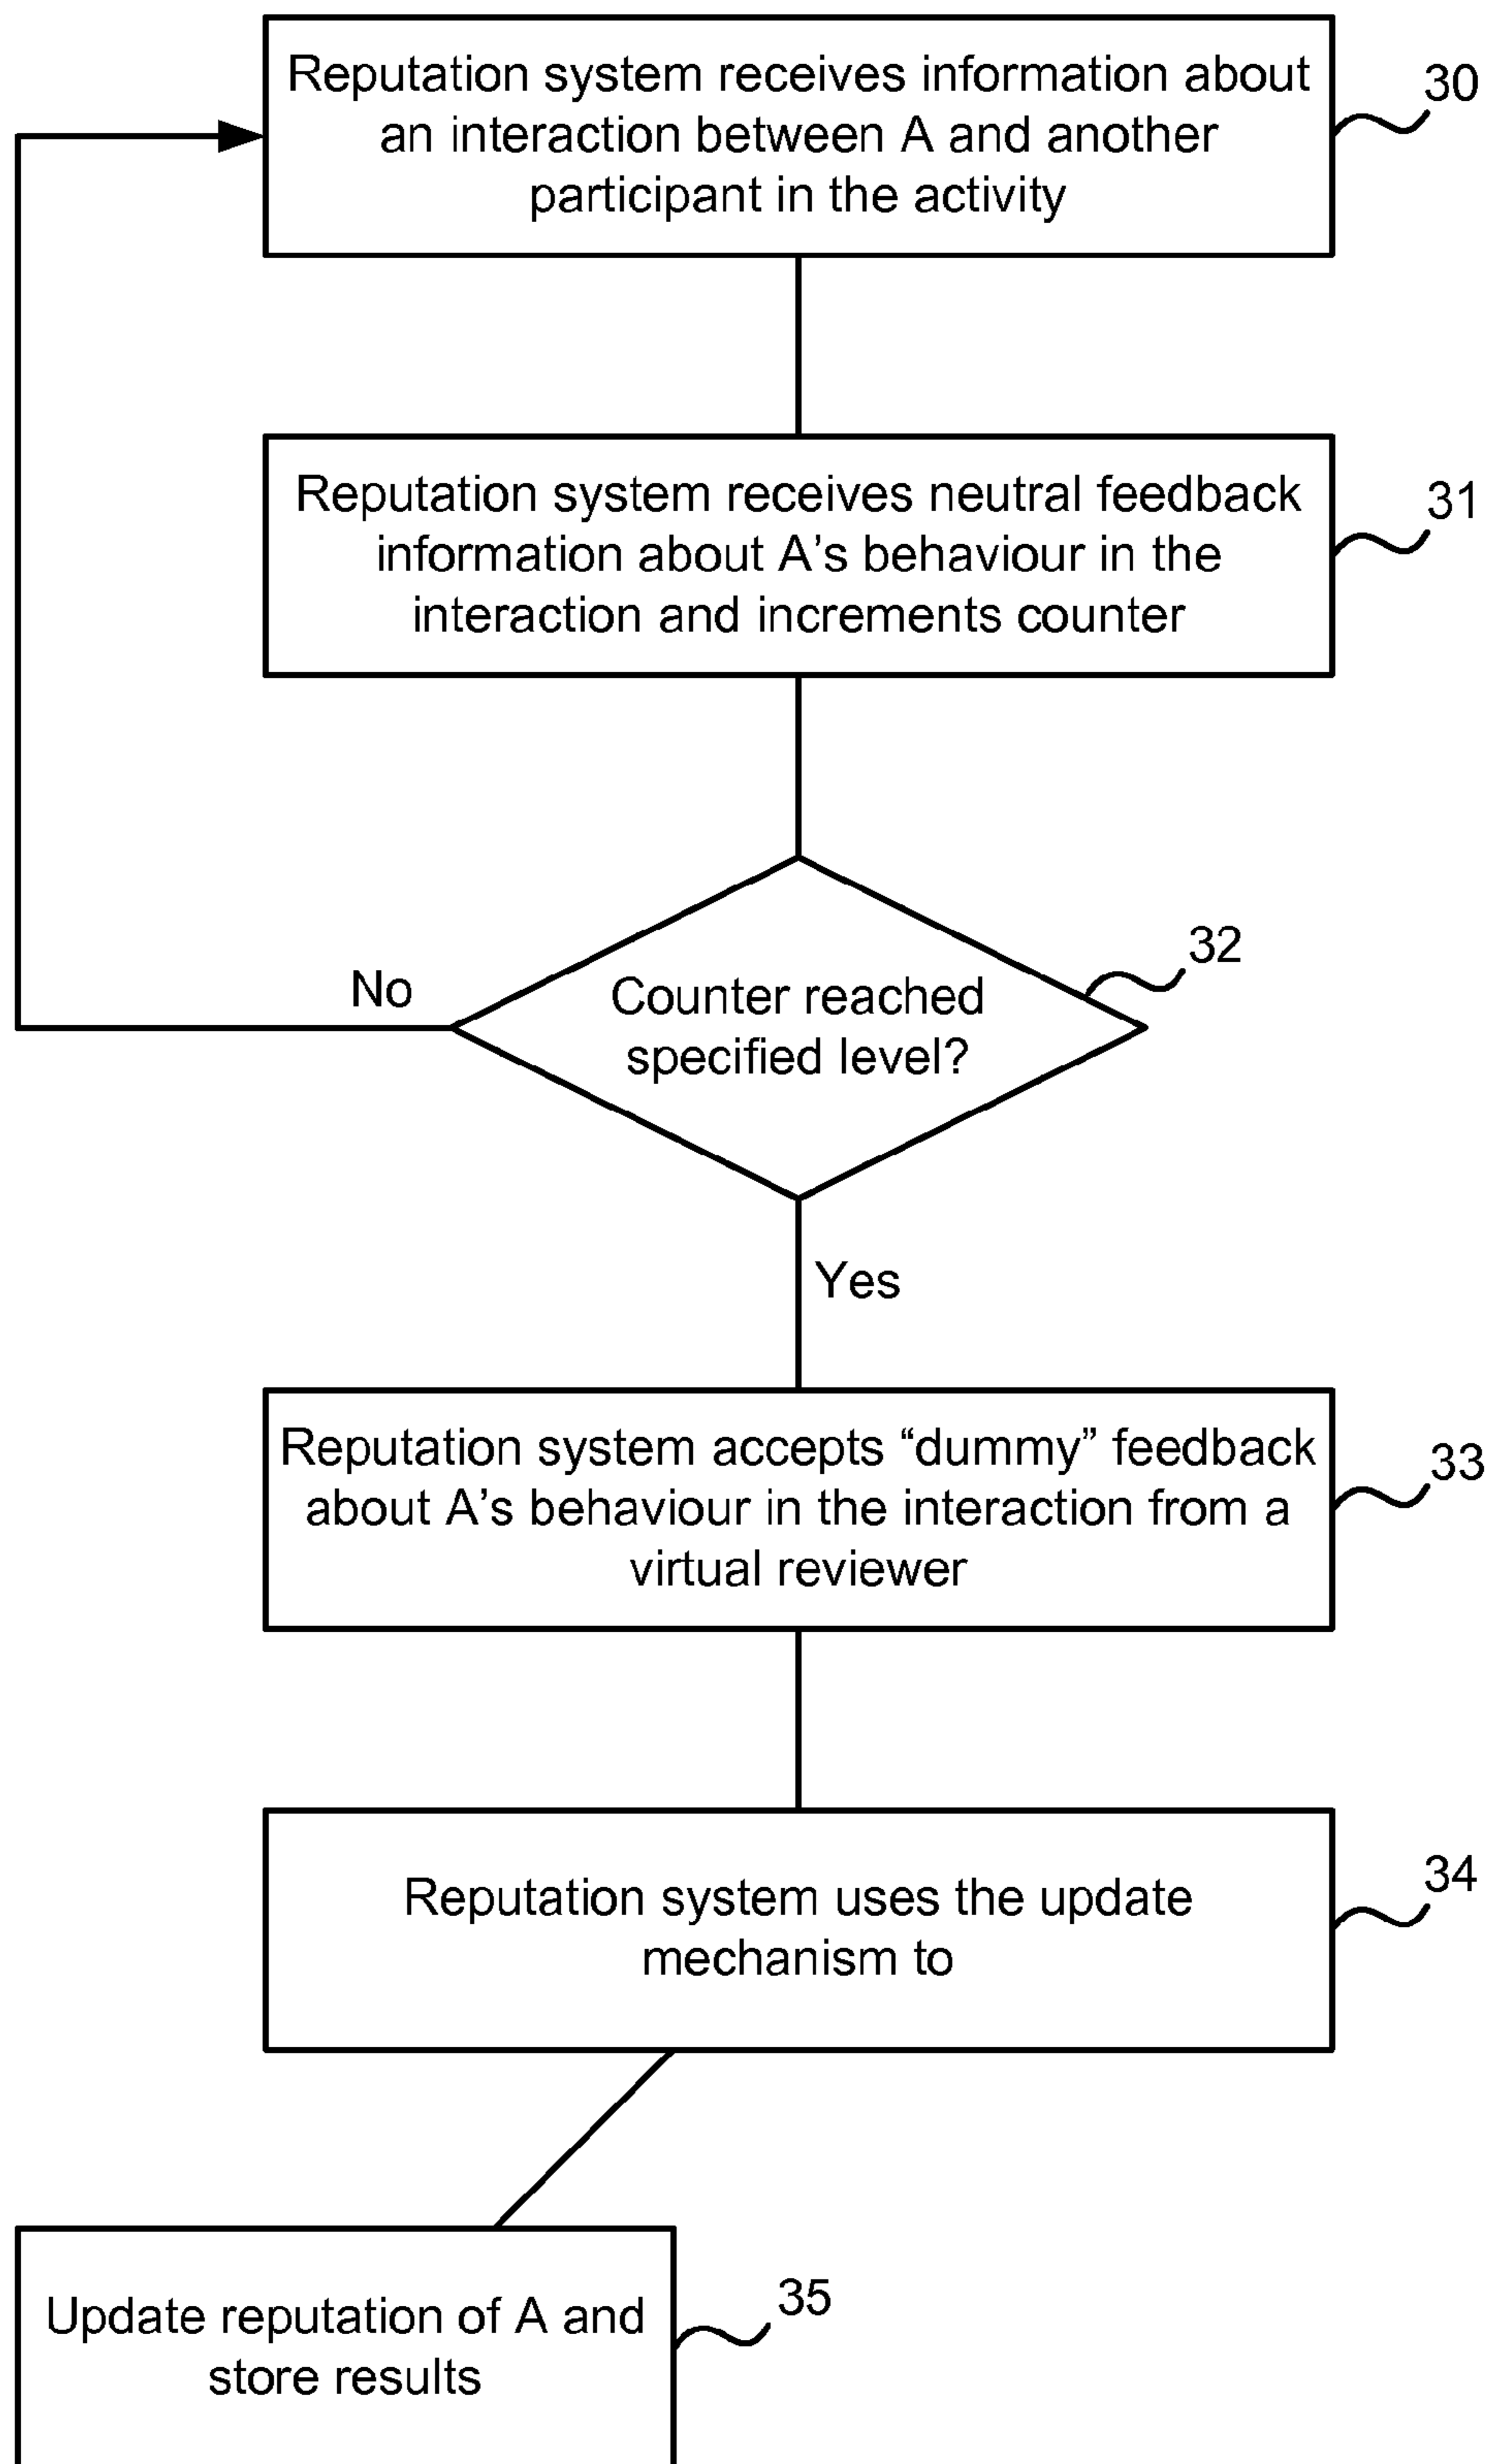 Reputation system receives information about
an interaction between A and another
participant in the activity
30
Reputation system receives neutral feedback
information about A’s behaviour in the
interaction and increments counter
31
Counter reached
specified level?
32
No
Yes
Reputation system accepts “dummy” feedback
about A’s behaviour in the interaction from a
virtual reviewer
33
Reputation system uses the update
mechanism to
34
Update reputation of A and
store results
35